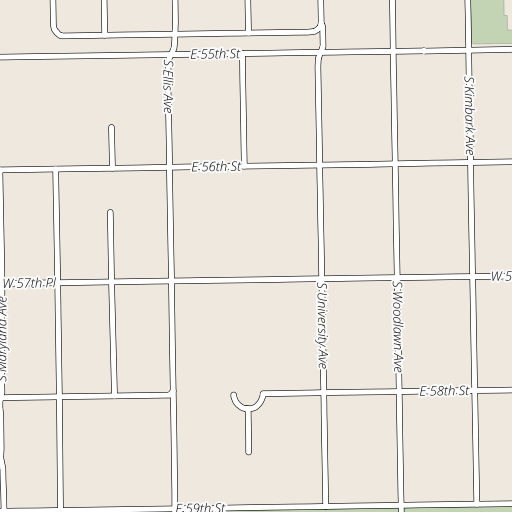 E 55th St
S Ellis Ave
S Kimbark Ave
E 56th St
W 57th Pl
W 5
S Maryland Ave
S University Ave
S Woodlawn Ave
E 58th St
E 59th St